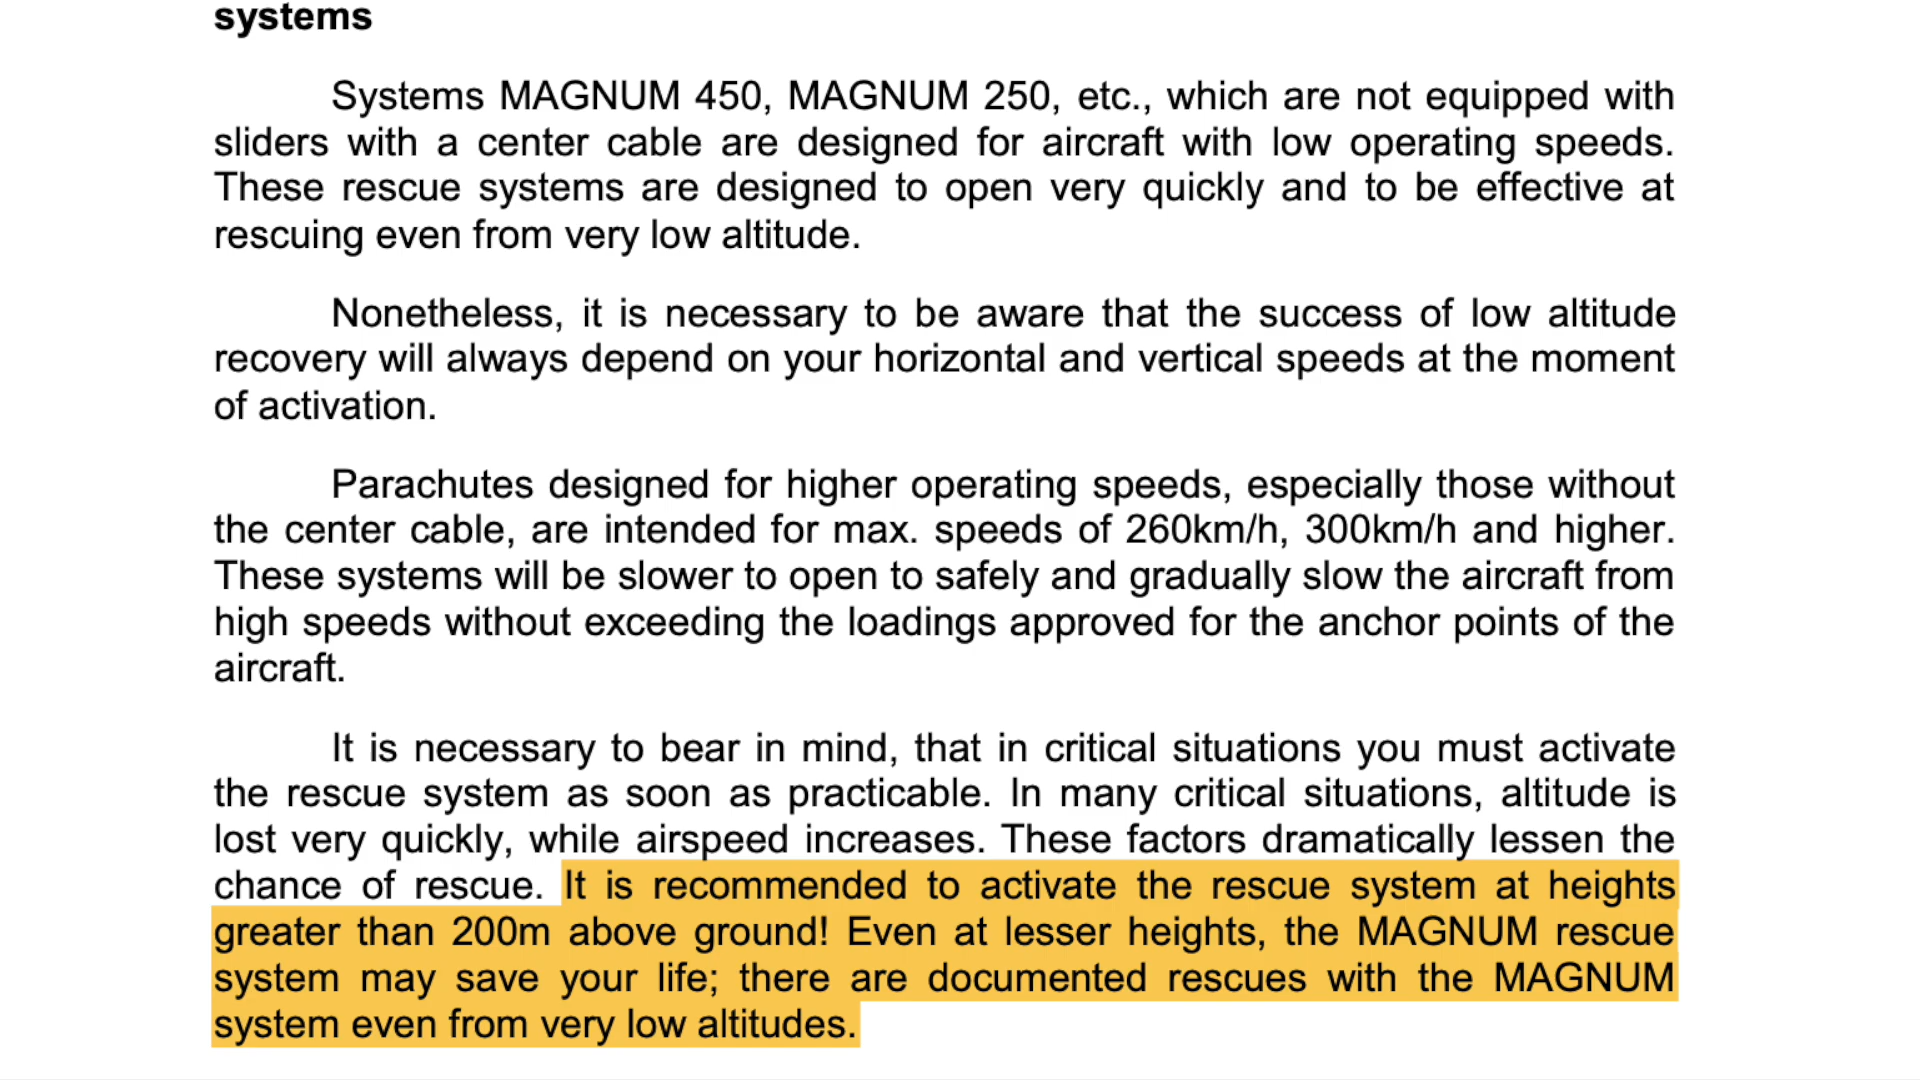 systems
Systems MAGNUM 450, MAGNUM 250, etc., which are not equipped with
sliders with a center cable are designed for aircraft with low operating speeds.
These rescue systems are designed to open very quickly and to be effective at
rescuing even from very low altitude.
Nonetheless, it is necessary to be aware that the success of low altitude
recovery will always depend on your horizontal and vertical speeds at the moment
of activation.
Parachutes designed for higher operating speeds, especially those without
the center cable, are intended for max. speeds of 260km/h, 300km/h and higher.
These systems will be slower to open to safely and gradually slow the aircraft from
high speeds without exceeding the loadings approved for the anchor points of the
aircraft.
It is necessary to bear in mind, that in critical situations you must activate
the rescue system as soon as practicable. In many critical situations, altitude is
lost very quickly, while airspeed increases. These factors dramatically lessen the
chance of rescue. It is recommended to activate the rescue system at heights
greater than 200m above ground! Even at lesser heights, the MAGNUM rescue
system may save your life; there are documented rescues with the MAGNUM
system even from very low altitudes.